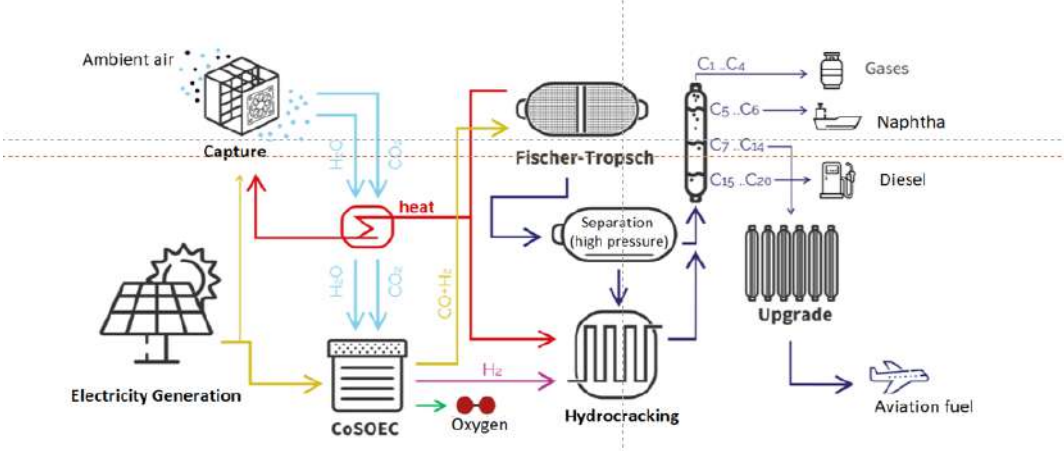 Ambient air
Capture
H₂O
CO₂
heat
H₂O
CO₂
Electricity Generation
CoSOEC
CO+H₂
H₂
Oxygen
Fischer-Tropsch
Separation
(high pressure)
Hydrocracking
C₁ ..C₄
Gases
C₅ ..C₆
Naphtha
C₇ ..C₁₄
C₁₅ ..C₂₀
Diesel
Upgrade
Aviation fuel